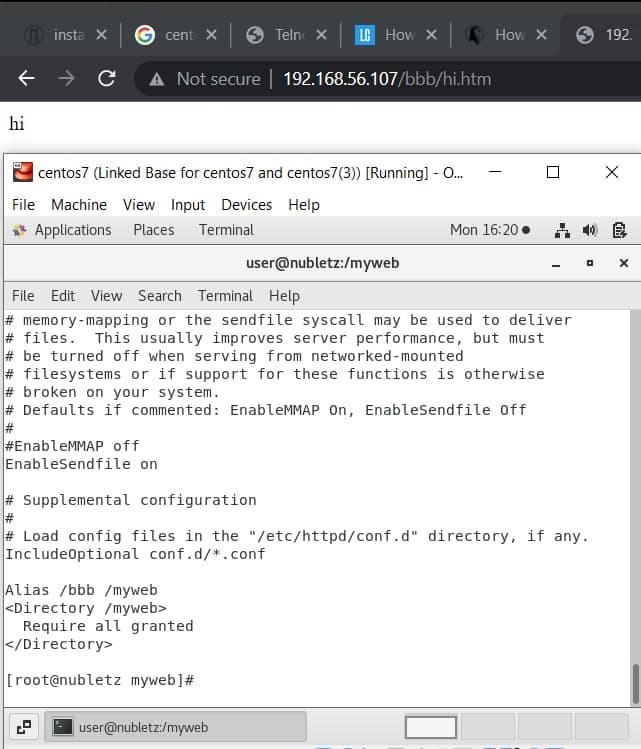 insta
cent
Teln
LC How
How
192.
Not secure | 192.168.56.107/bbb/hi.htm
hi
centos7 (Linked Base for centos7 and centos7(3)) [Running] - O...
File Machine View Input Devices Help
Applications Places Terminal Mon 16:20
user@nubletz:/myweb
File Edit View Search Terminal Help
# memory-mapping or the sendfile syscall may be used to deliver
# files.  This usually improves server performance, but must
# be turned off when serving from networked-mounted
# filesystems or if support for these functions is otherwise
# broken on your system.
# Defaults if commented: EnableMMAP On, EnableSendfile Off
#
#EnableMMAP off
EnableSendfile on
# Supplemental configuration
#
# Load config files in the "/etc/httpd/conf.d" directory, if any.
IncludeOptional conf.d/*.conf
Alias /bbb /myweb
<Directory /myweb>
  Require all granted
</Directory>
[root@nubletz myweb]#
user@nubletz:/myweb